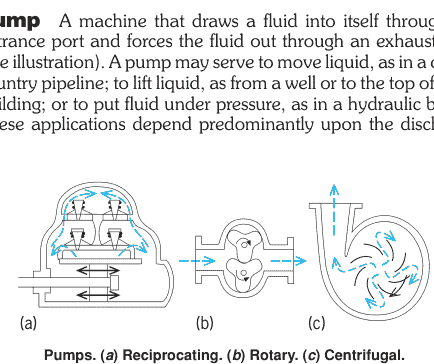 ump A machine that draws a fluid into itself throug
trance port and forces the fluid out through an exhaust
e illustration). A pump may serve to move liquid, as in a c
untry pipeline; to lift liquid, as from a well or to the top of
ilding; or to put fluid under pressure, as in a hydraulic b
ese applications depend predominantly upon the disch
(a) (b) (c)
Pumps. (a) Reciprocating. (b) Rotary. (c) Centrifugal.